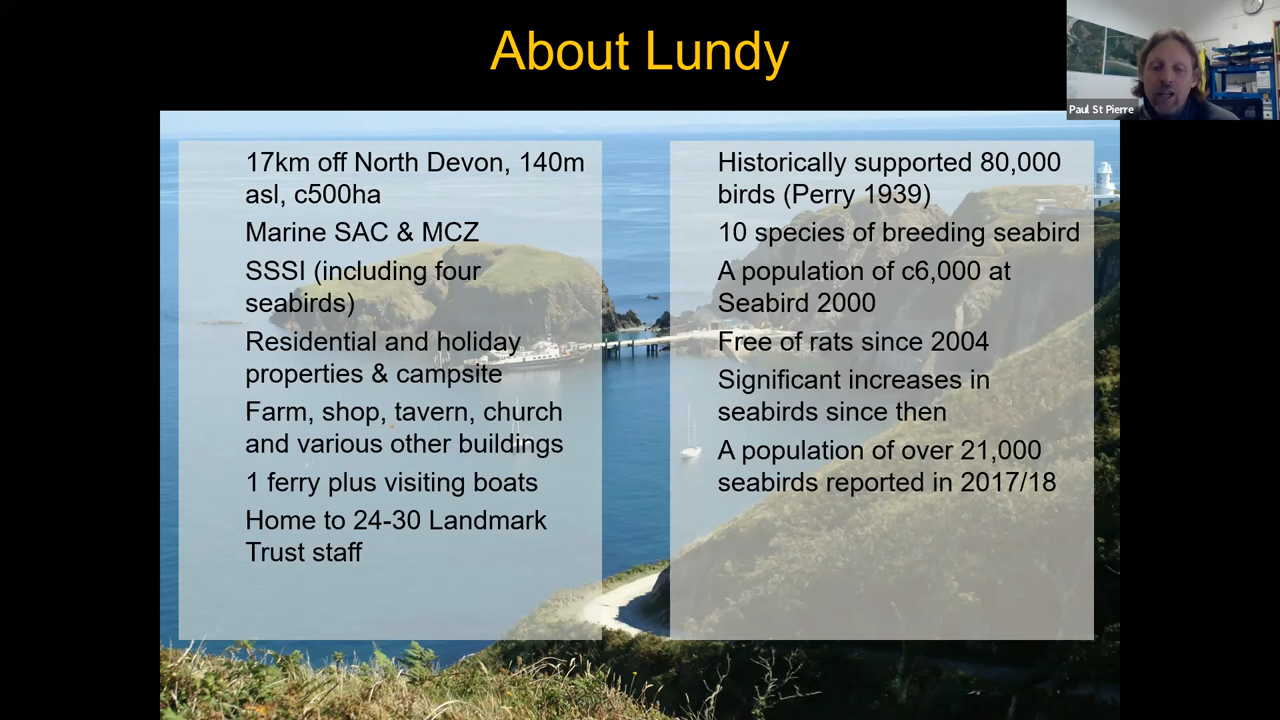 About Lundy
Paul St Pierre
17km off North Devon, 140m
asl, c500ha
Marine SAC & MCZ
SSSI (including four
seabirds)
Residential and holiday
properties & campsite
Farm, shop, tavern, church
and various other buildings
1 ferry plus visiting boats
Home to 24-30 Landmark
Trust staff
Historically supported 80,000
birds (Perry 1939)
10 species of breeding seabird
A population of c6,000 at
Seabird 2000
Free of rats since 2004
Significant increases in
seabirds since then
A population of over 21,000
seabirds reported in 2017/18